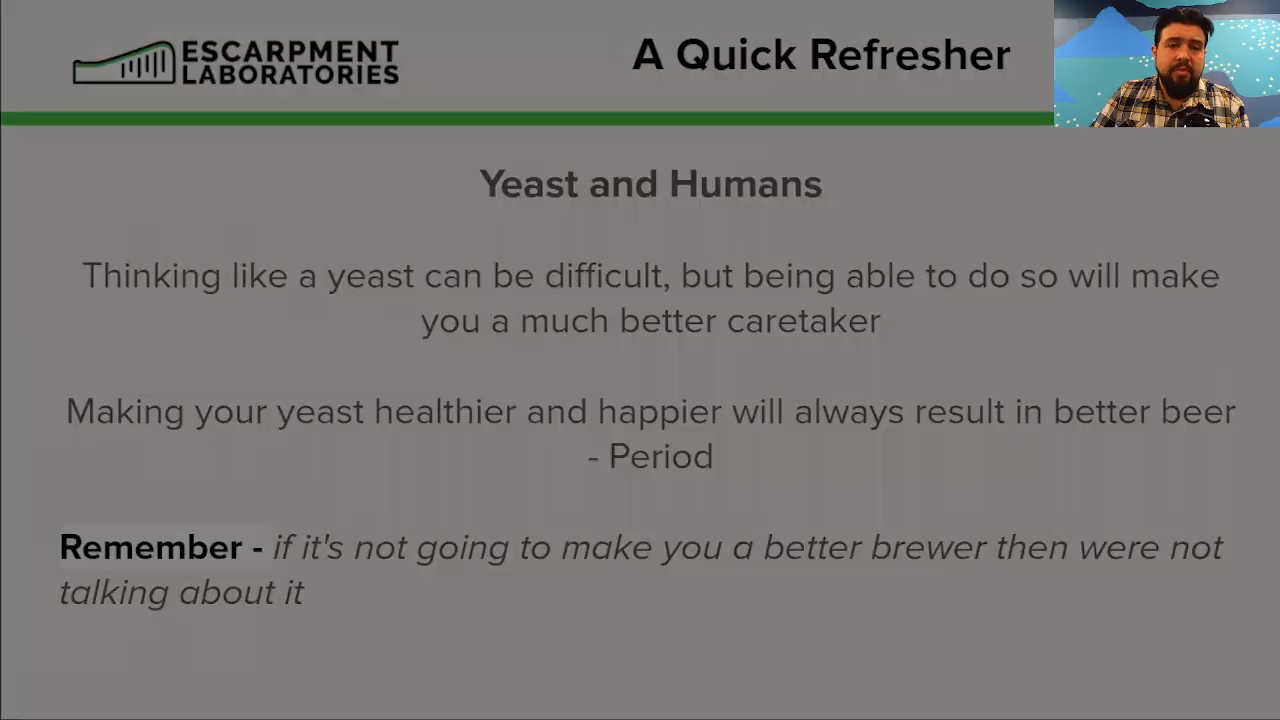 ESCARPMENT
LABORATORIES
A Quick Refresher
Yeast and Humans
Thinking like a yeast can be difficult, but being able to do so will make
you a much better caretaker
Making your yeast healthier and happier will always result in better beer
- Period
Remember - if it's not going to make you a better brewer then were not
talking about it